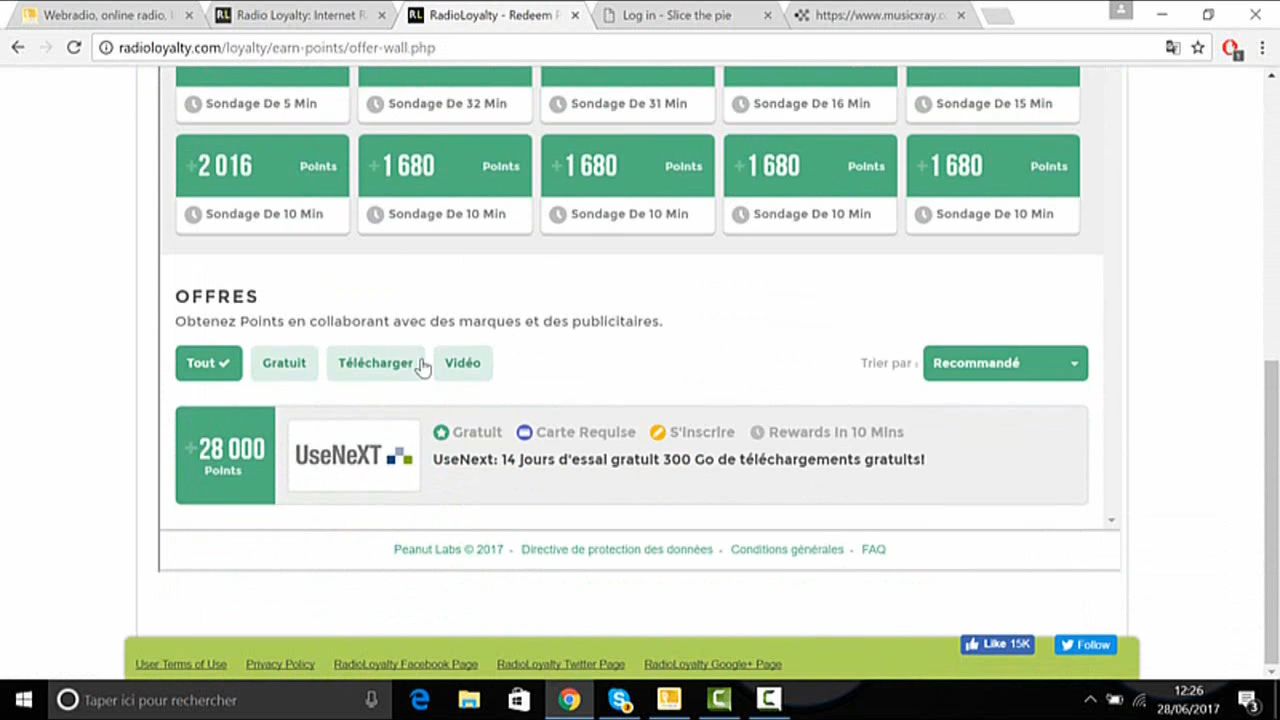 Webradio, online radio, i
Radio Loyalty: Internet R
RadioLoyalty - Redeem P
Log in - Slice the pie
https://www.musicxray.co
radioloyalty.com/loyalty/earn-points/offer-wall.php
1
Sondage De 5 Min
Sondage De 32 Min
Sondage De 31 Min
Sondage De 16 Min
Sondage De 15 Min
+2 016 Points
+1 680 Points
+1 680 Points
+1 680 Points
+1 680 Points
Sondage De 10 Min
Sondage De 10 Min
Sondage De 10 Min
Sondage De 10 Min
Sondage De 10 Min
OFFRES
Obtenez Points en collaborant avec des marques et des publicitaires.
Tout
Gratuit
Télécharger
Vidéo
Trier par :
Recommandé
+28 000
Points
UseNeXT
Gratuit
Carte Requise
S'inscrire
Rewards In 10 Mins
UseNext: 14 jours d'essai gratuit 300 Go de téléchargements gratuits!
Peanut Labs © 2017 - Directive de protection des données - Conditions générales - FAQ
Like 15K
Follow
User Terms of Use
Privacy Policy
RadioLoyalty Facebook Page
RadioLoyalty Twitter Page
RadioLoyalty Google+ Page
Taper ici pour rechercher
12:26
28/06/2017
3